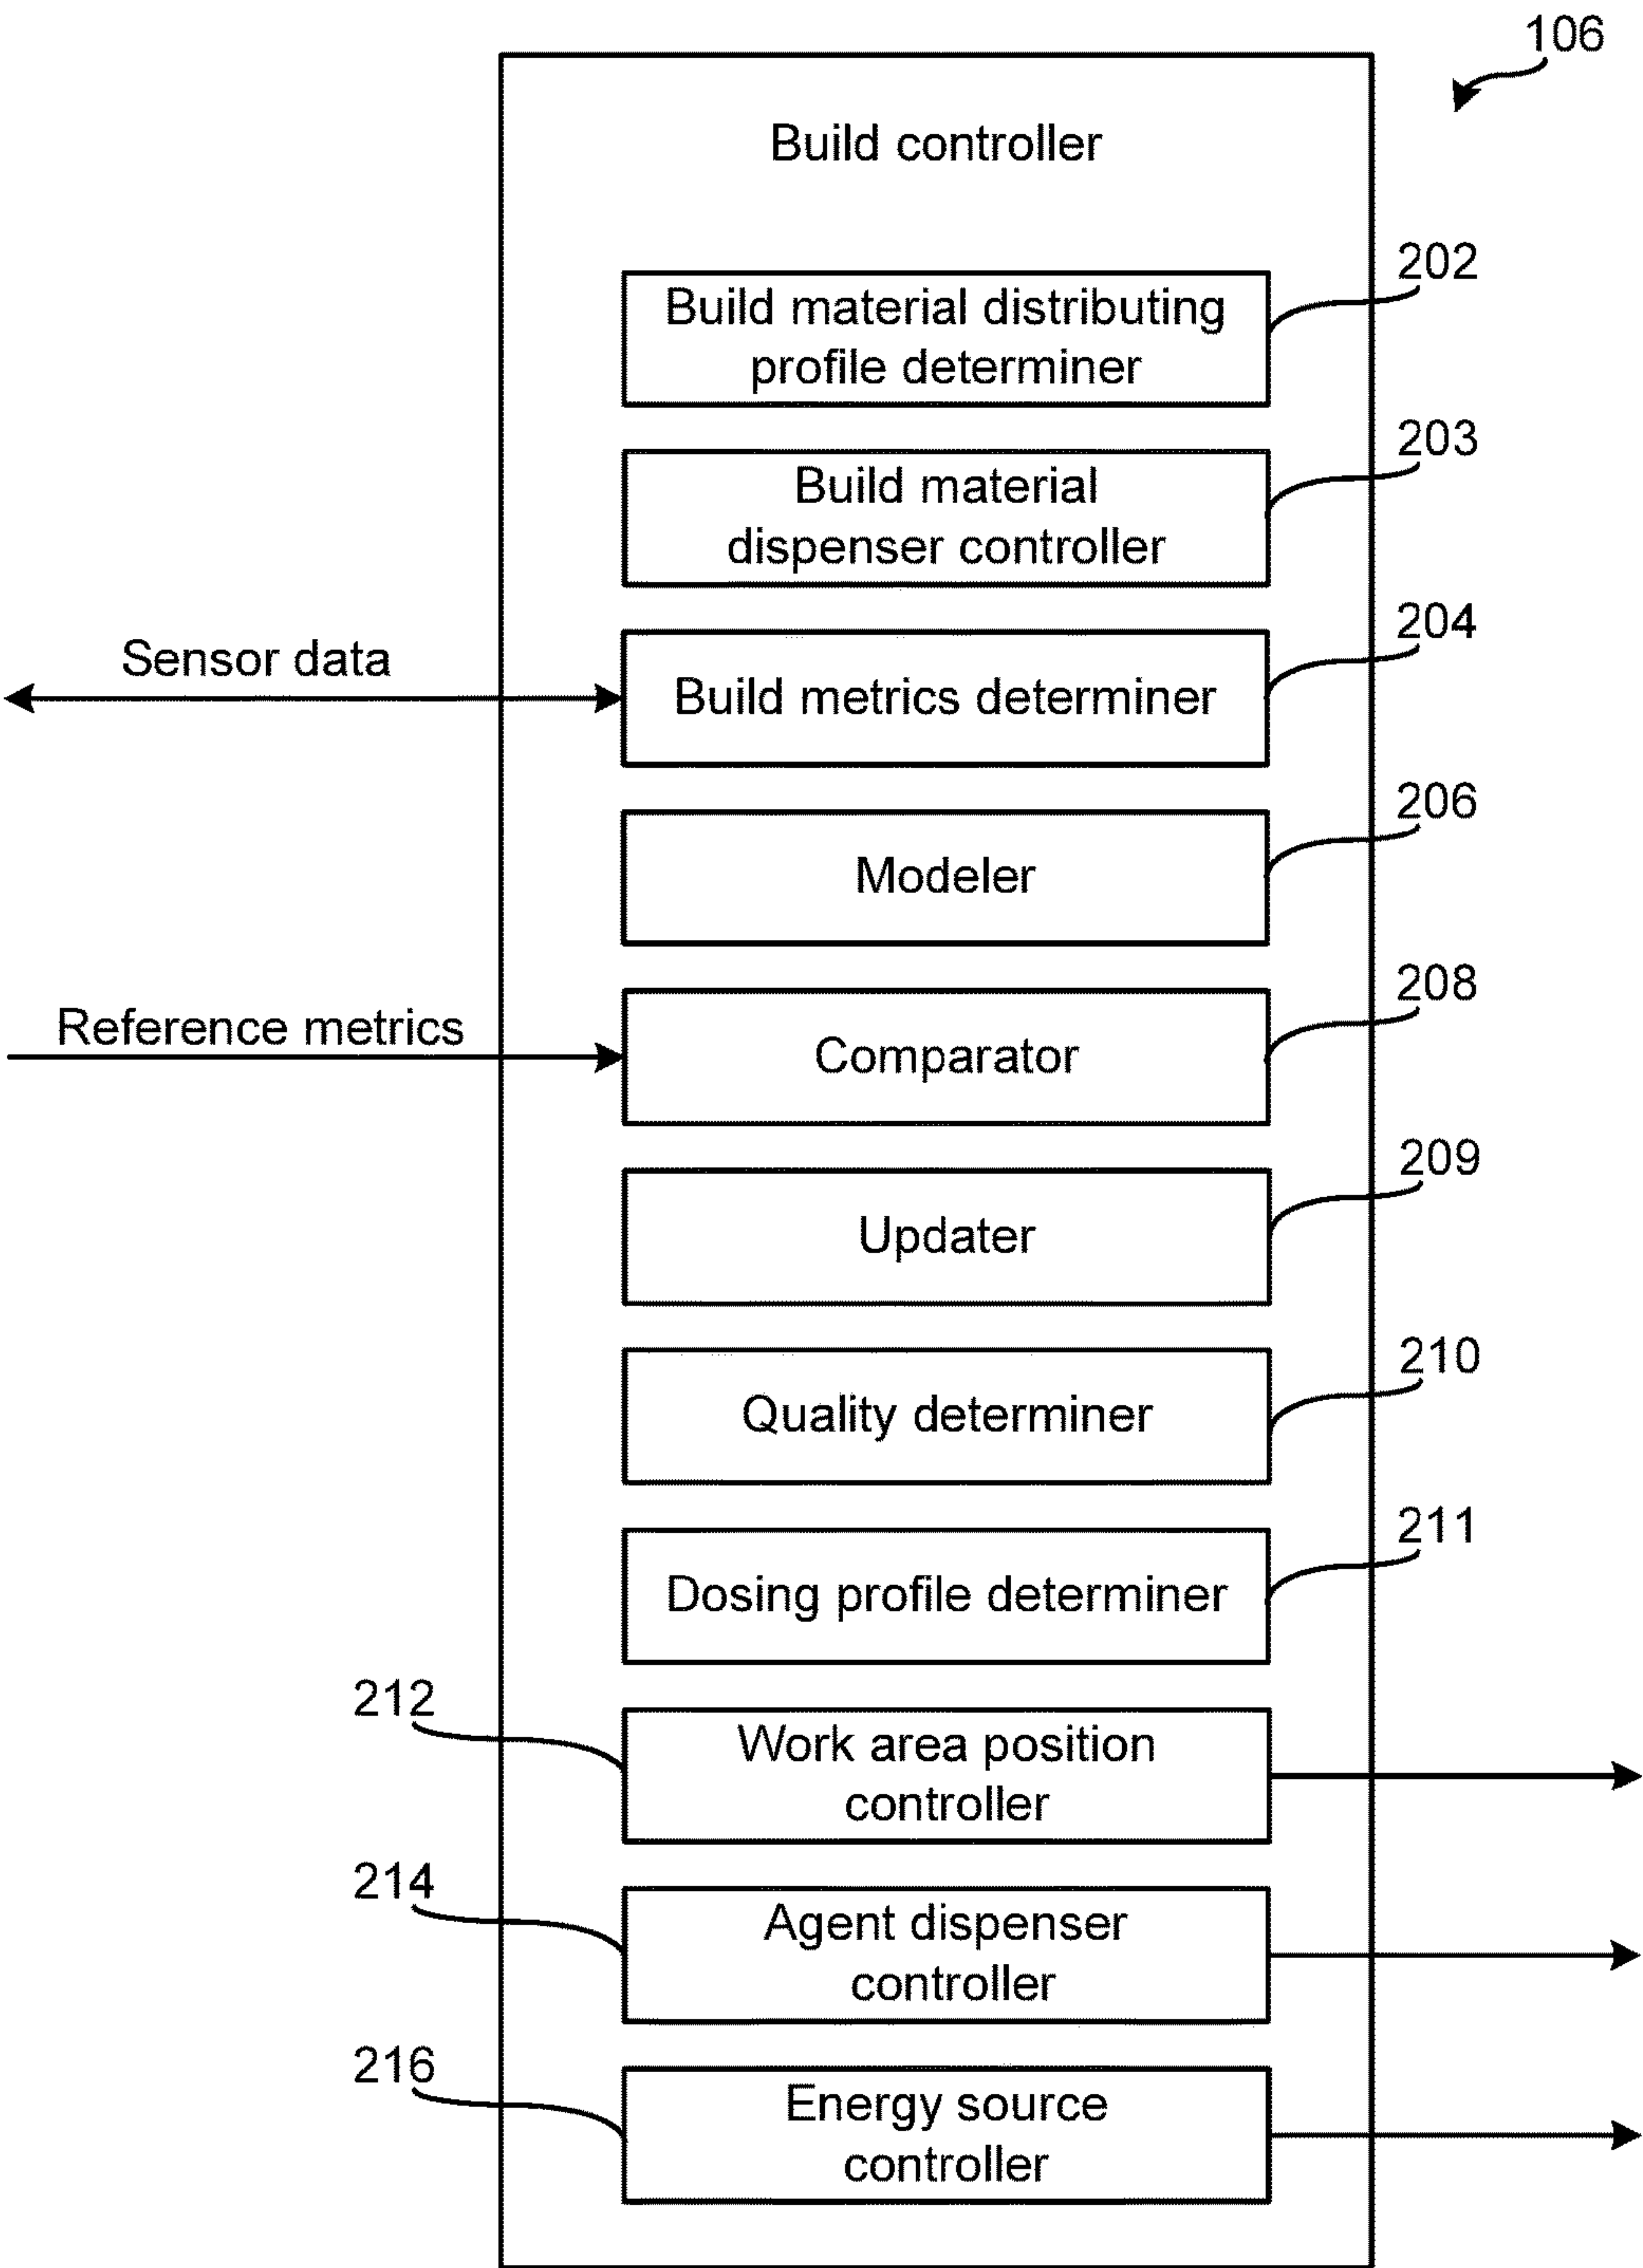 106
Build controller
202
Build material distributing
profile determiner
203
Build material
dispenser controller
204
Sensor data
Build metrics determiner
206
Modeler
208
Reference metrics
Comparator
209
Updater
210
Quality determiner
211
Dosing profile determiner
212
Work area position
controller
214
Agent dispenser
controller
216
Energy source
controller